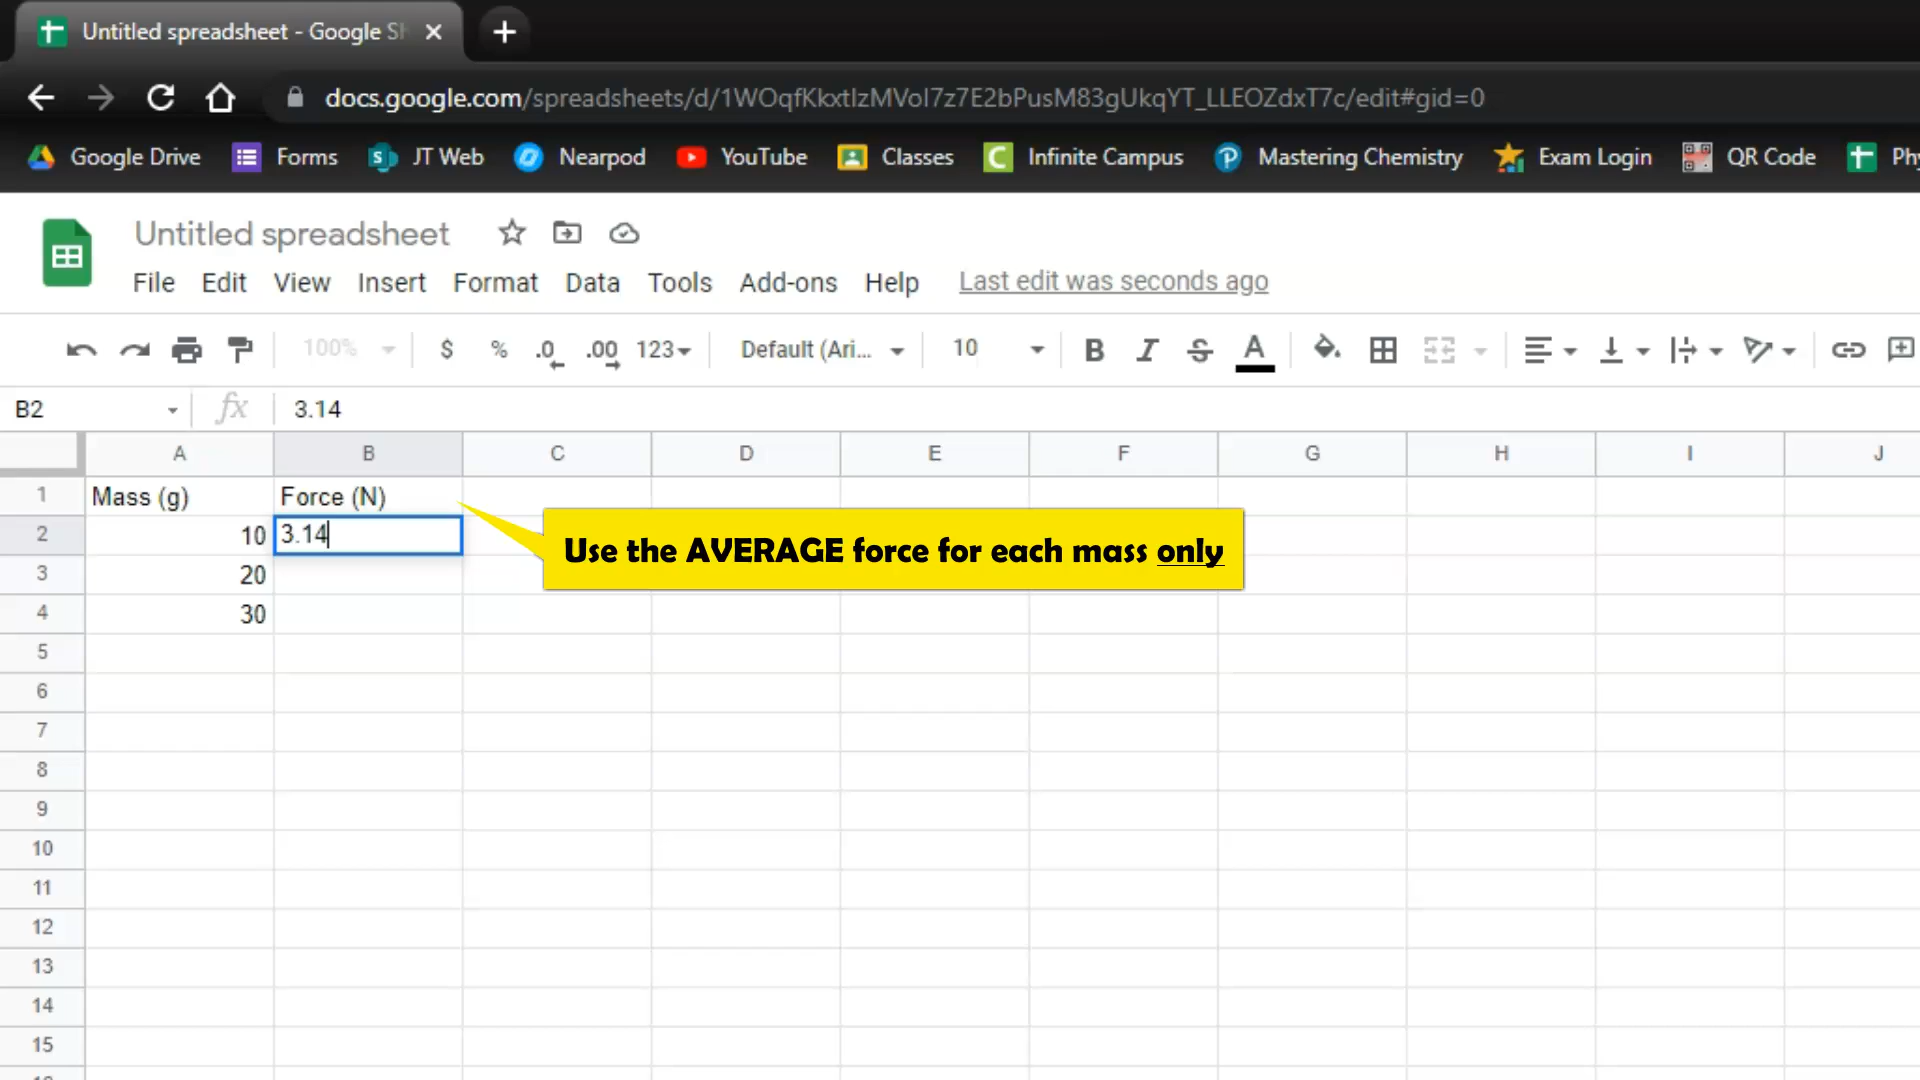 Untitled spreadsheet - Google Sh
docs.google.com/spreadsheets/d/1WOqfKkxtIzMVoI7z7E2bPusM83gUkqYT_LLEOZdxT7c/edit#gid=0
Google Drive Forms JT Web Nearpod YouTube Classes Infinite Campus Mastering Chemistry Exam Login QR Code Phy
Untitled spreadsheet
File Edit View Insert Format Data Tools Add-ons Help Last edit was seconds ago
100% $ % .0 .00 123 Default (Ari... 10 B I S A
B2 fx 3.14
A B C D E F G H I J
1 Mass (g) Force (N)
2 10 3.14
Use the AVERAGE force for each mass only
3 20
4 30
5
6
7
8
9
10
11
12
13
14
15